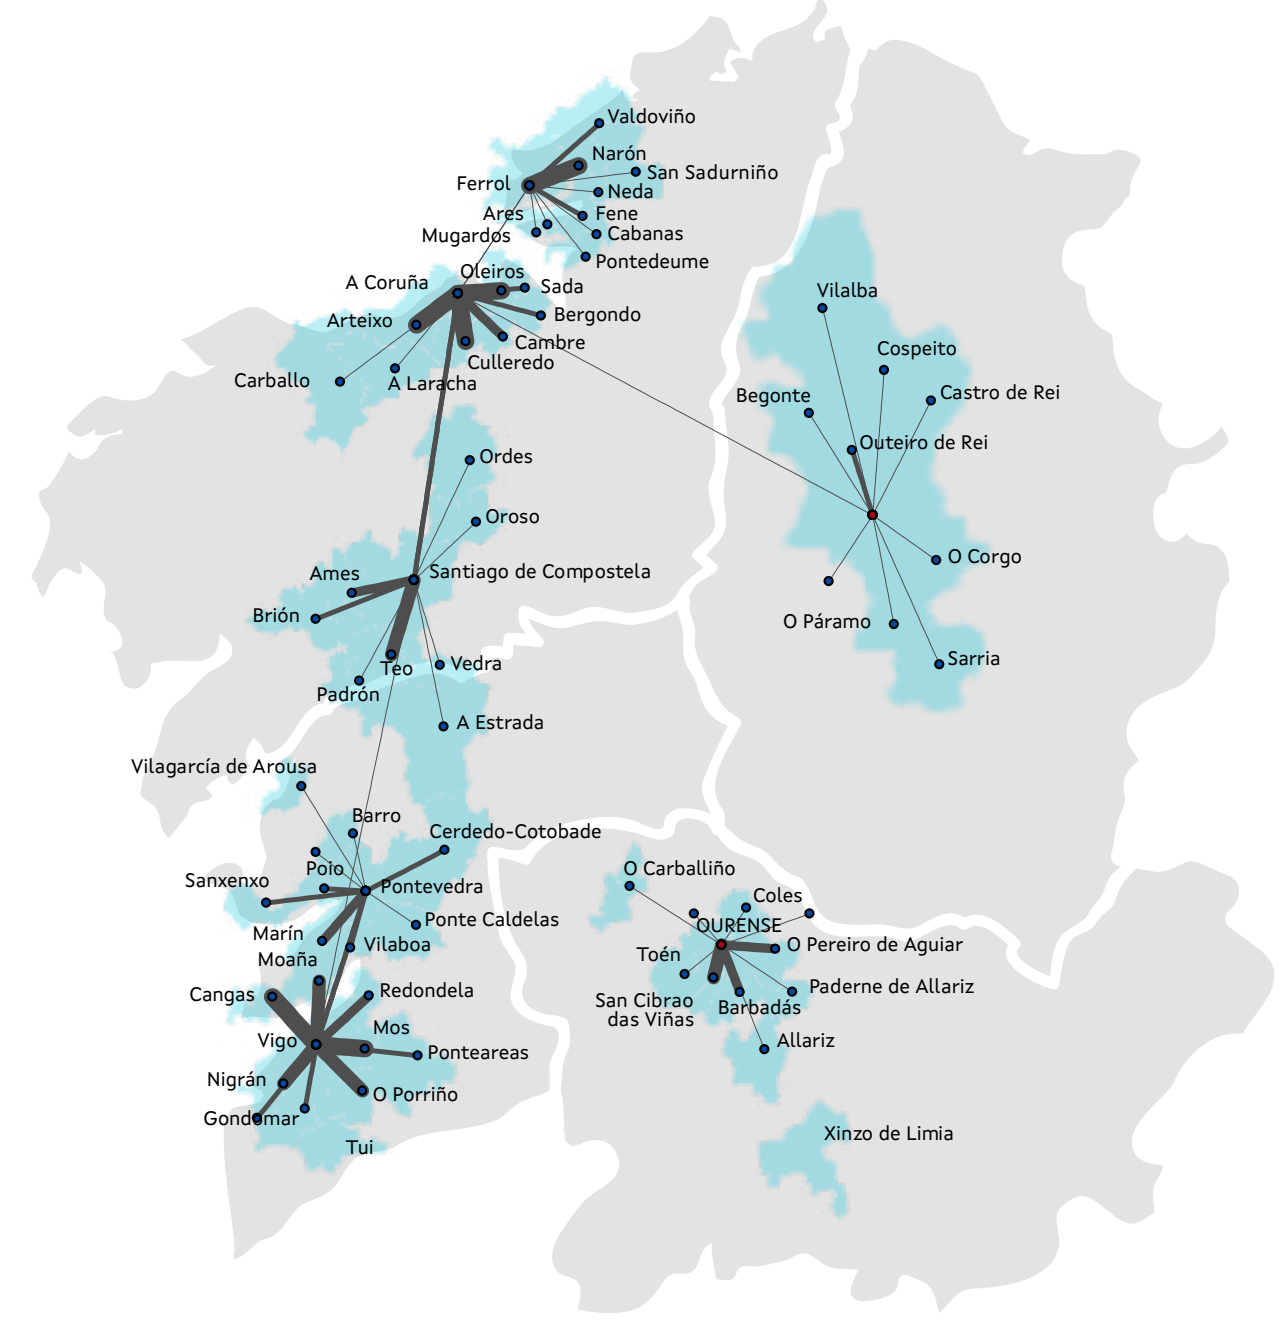 Valdoviño
Narón
San Sadurniño
Ferrol
Neda
Ares
Fene
Mugardos
Cabanas
Pontedeume
Oleiros
A Coruña
Sada
Vilalba
Arteixo
Bergondo
Cambre
Cospeito
Culleredo
Carballo
A Laracha
Begonte
Castro de Rei
Outeiro de Rei
Ordes
Oroso
O Corgo
Ames
Santiago de Compostela
Brión
O Páramo
Vedra
Sarria
Teo
Padrón
A Estrada
Vilagarcía de Arousa
Barro
Cerdedo-Cotobade
Poio
O Carballiño
Sanxenxo
Pontevedra
Coles
Ponte Caldelas
OURENSE
Marín
Vilaboa
O Pereiro de Aguiar
Moaña
Toén
Cangas
Redondela
Paderne de Allariz
San Cibrao
das Viñas
Barbadás
Mos
Vigo
Ponteareas
Allariz
Nigrán
O Porriño
Gondomar
Tui
Xinzo de Limia